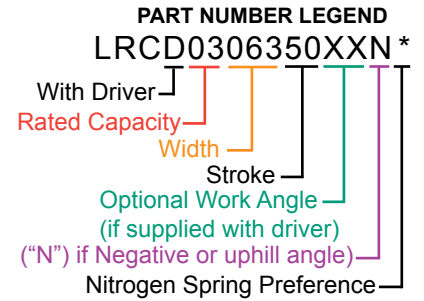 PART NUMBER LEGEND
LRCD0306350XXN*
With Driver
Rated Capacity
Width
Stroke
Optional Work Angle
(if supplied with driver)
("N") if Negative or uphill angle)
Nitrogen Spring Preference